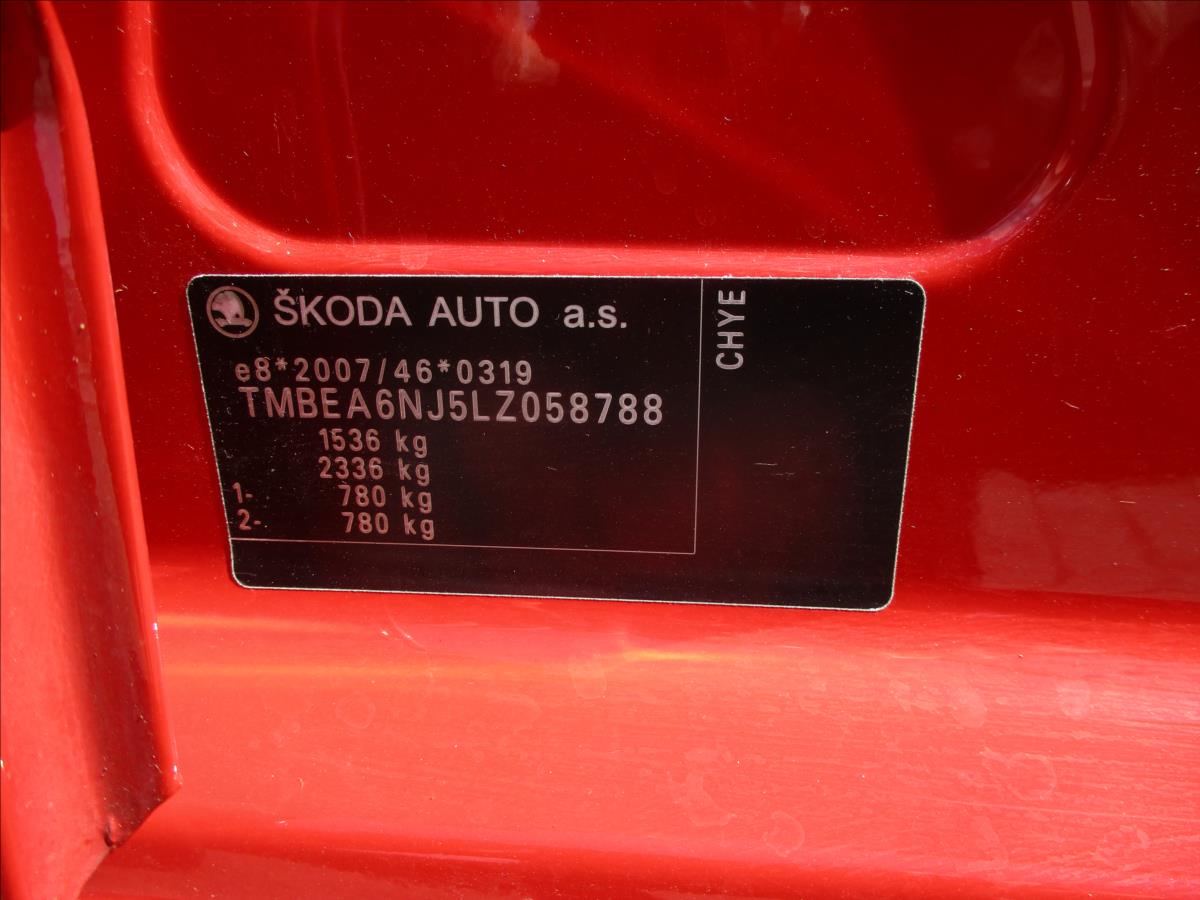 ŠKODA AUTO a.s.
e8*2007/46*0319
TMBEA6NJ5LZ058788
1536 kg
2336 kg
1- 780 kg
2- 780 kg
CHYE